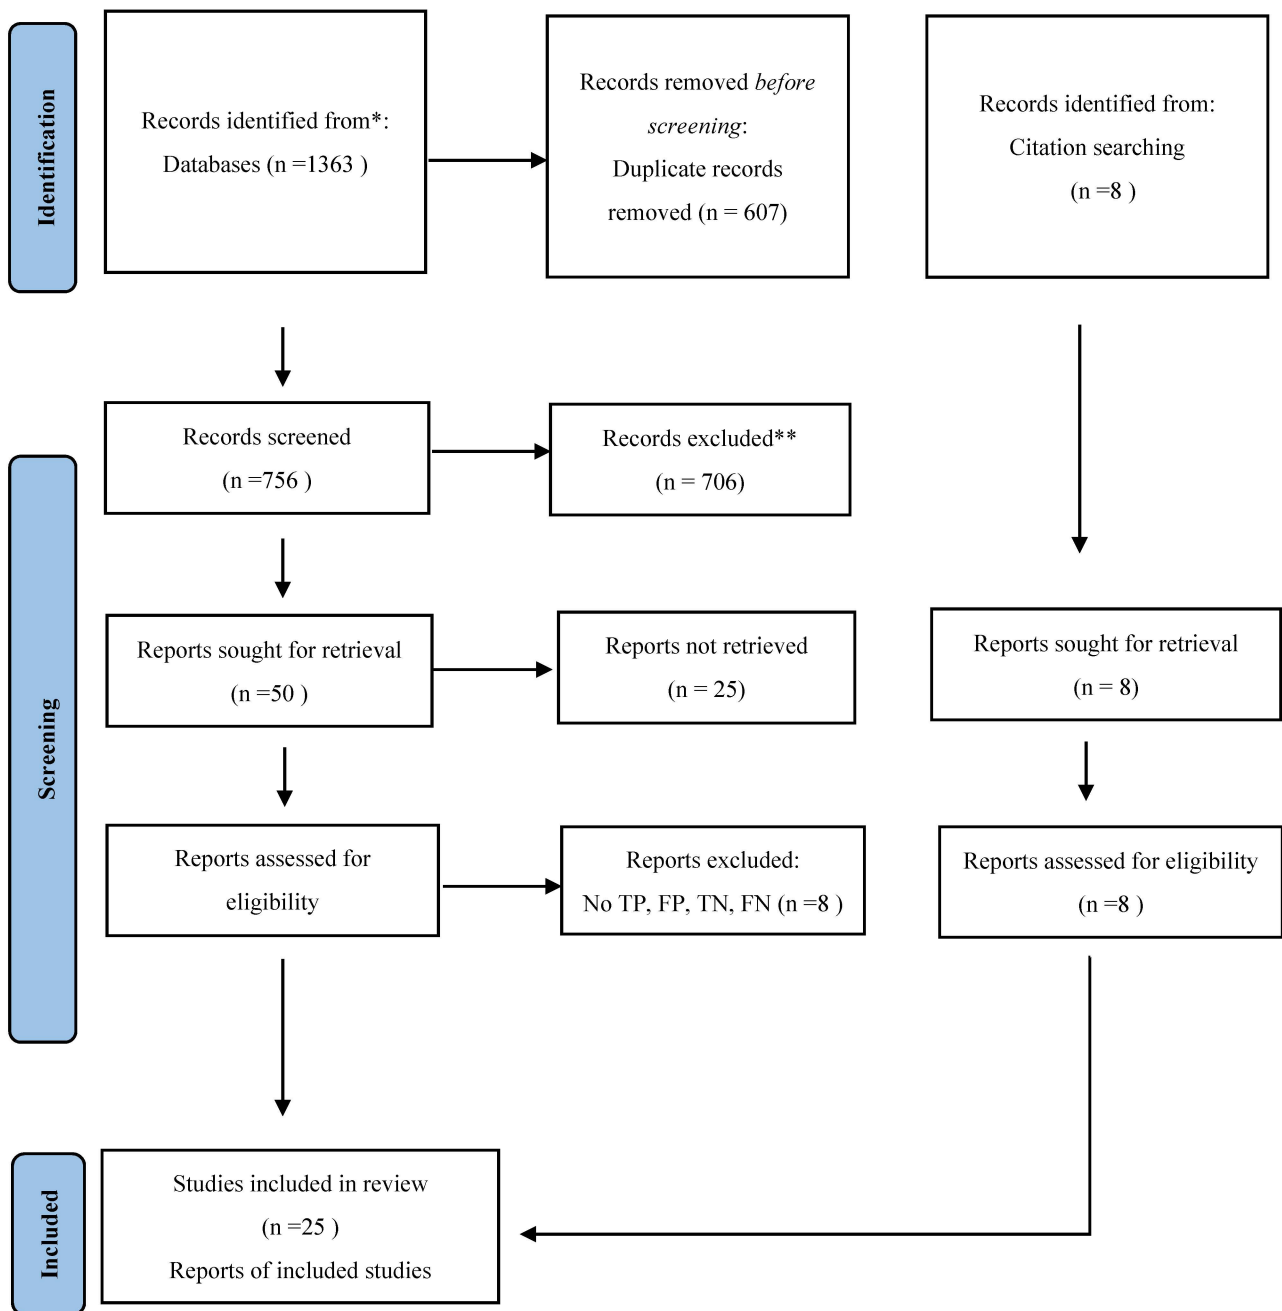 Identification
Records identified from*:
Databases (n =1363 )
Records removed before
screening:
Duplicate records
removed (n = 607)
Records identified from:
Citation searching
(n =8 )
Screening
Records screened
(n =756 )
Records excluded**
(n = 706)
Reports sought for retrieval
(n =50 )
Reports not retrieved
(n = 25)
Reports sought for retrieval
(n = 8)
Reports assessed for
eligibility
Reports excluded:
No TP, FP, TN, FN (n =8 )
Reports assessed for eligibility
(n =8 )
Included
Studies included in review
(n =25 )
Reports of included studies